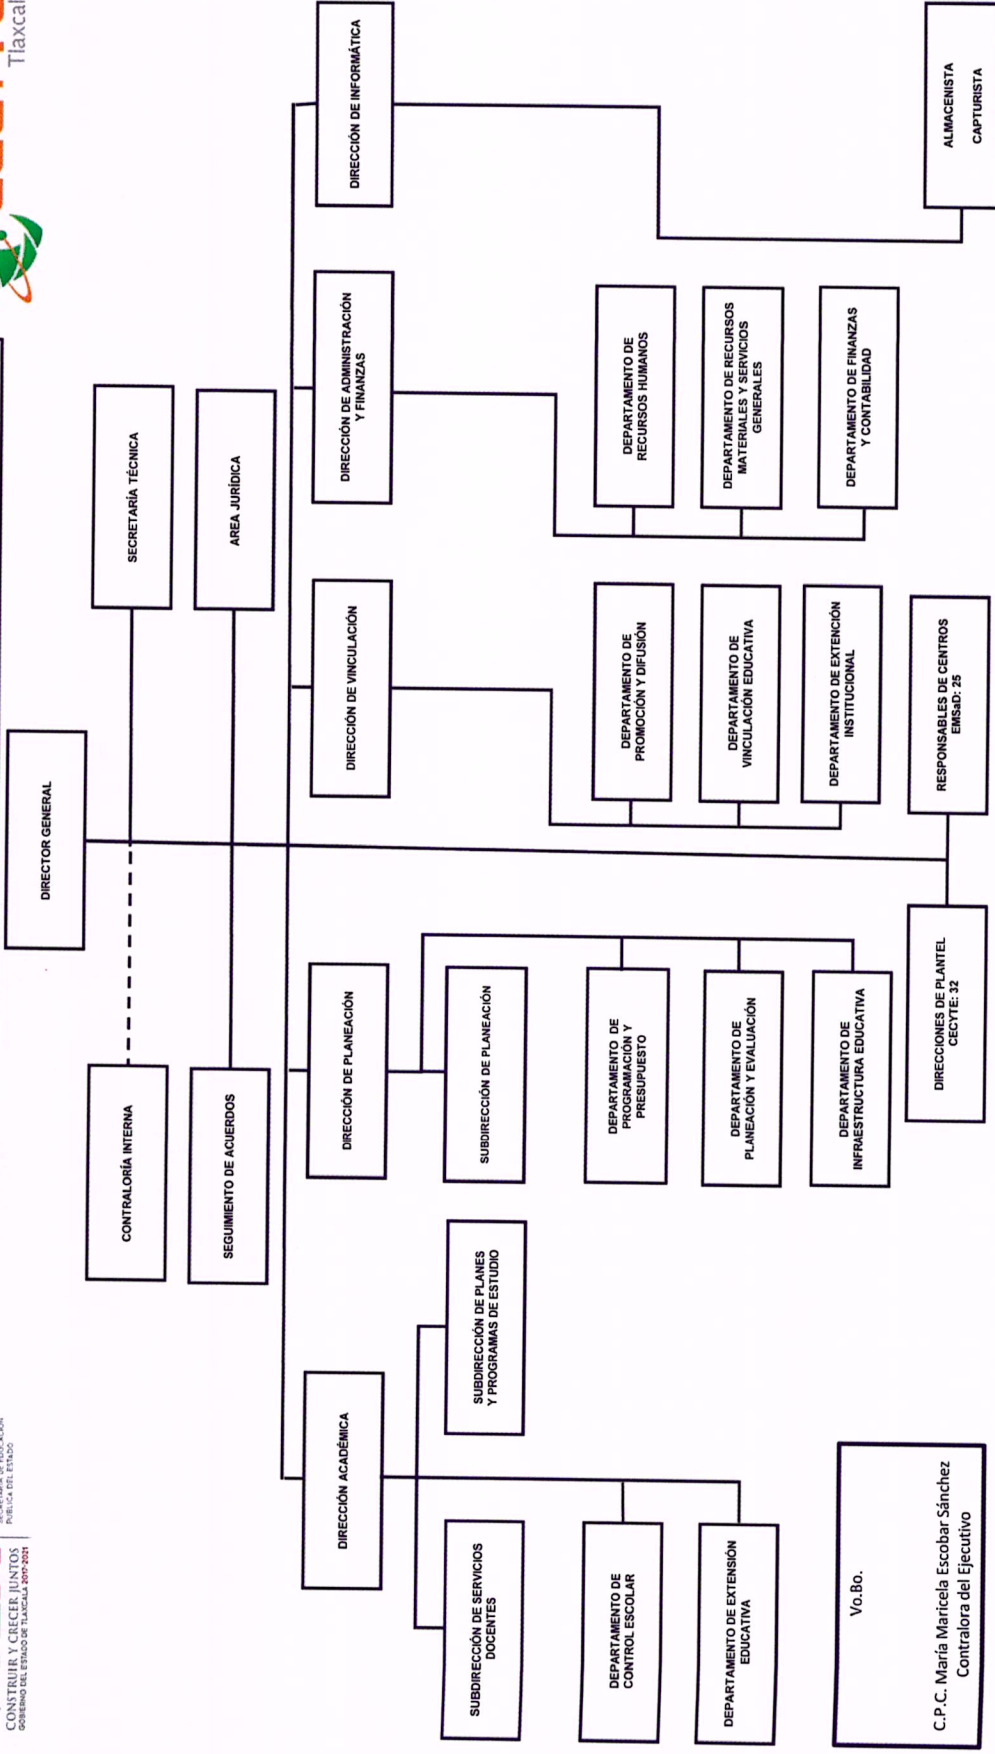 CONSTRUIR Y CRECER JUNTOS
GOBIERNO DEL ESTADO DE TLAXCALA 2017-2021
PÚBLICA DEL ESTADO
Tlaxcal
DIRECTOR GENERAL
CONTRALORÍA INTERNA
SECRETARÍA TÉCNICA
SEGUIMIENTO DE ACUERDOS
AREA JURÍDICA
DIRECCIÓN ACADÉMICA
DIRECCIÓN DE PLANEACIÓN
DIRECCIÓN DE VINCULACIÓN
DIRECCIÓN DE ADMINISTRACIÓN
Y FINANZAS
DIRECCIÓN DE INFORMÁTICA
SUBDIRECCIÓN DE SERVICIOS
DOCENTES
SUBDIRECCIÓN DE PLANES
Y PROGRAMAS DE ESTUDIO
SUBDIRECCIÓN DE PLANEACIÓN
DEPARTAMENTO DE
CONTROL ESCOLAR
DEPARTAMENTO DE EXTENSIÓN
EDUCATIVA
DEPARTAMENTO DE
PROGRAMACIÓN Y
PRESUPUESTO
DEPARTAMENTO DE
PLANEACIÓN Y EVALUACIÓN
DEPARTAMENTO DE
INFRAESTRUCTURA EDUCATIVA
DEPARTAMENTO DE
PROMOCIÓN Y DIFUSIÓN
DEPARTAMENTO DE
VINCULACIÓN EDUCATIVA
DEPARTAMENTO DE EXTENCIÓN
INSTITUCIONAL
DEPARTAMENTO DE
RECURSOS HUMANOS
DEPARTAMENTO DE RECURSOS
MATERIALES Y SERVICIOS
GENERALES
DEPARTAMENTO DE FINANZAS
Y CONTABILIDAD
DIRECCIONES DE PLANTEL
CECYTE: 32
RESPONSABLES DE CENTROS
EMSaD: 25
ALMACENISTA
CAPTURISTA
Vo.Bo.
C.P.C. María Maricela Escobar Sánchez
Contralora del Ejecutivo